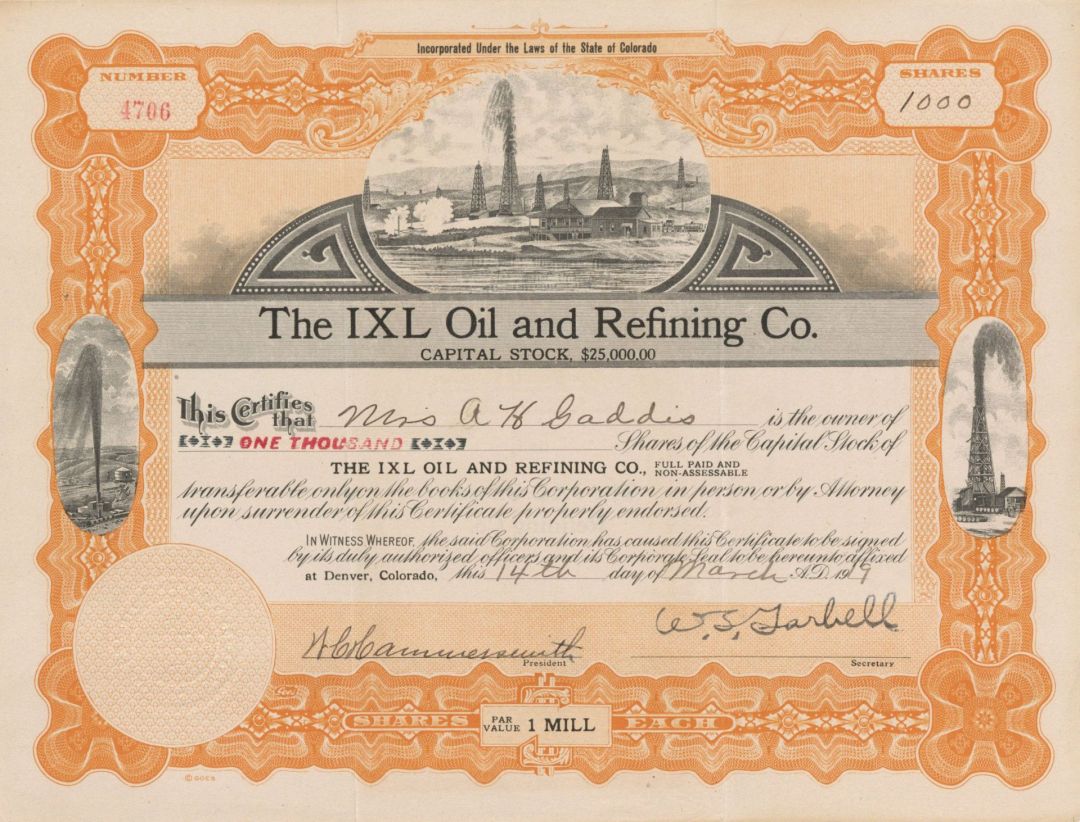 Incorporated Under the Laws of the State of Colorado
NUMBER
4706
SHARES
1000
The IXL Oil and Refining Co.
CAPITAL STOCK, $25,000.00
This Certifies that Mrs A H Gaddis is the owner of
ONE THOUSAND Shares of the Capital Stock of
THE IXL OIL AND REFINING CO., FULL PAID AND NON-ASSESSABLE
transferable only on the books of this Corporation in person or by Attorney
upon surrender of this Certificate properly endorsed.
IN WITNESS WHEREOF, the said Corporation has caused this Certificate to be signed
by its duly authorized officers and its Corporate Seal to be hereunto affixed
at Denver, Colorado, this 14th day of March A.D. 1919
W. S. Tarbell
President
Secretary
Goes
SHARES
PAR VALUE 1 MILL
EACH
© GOES